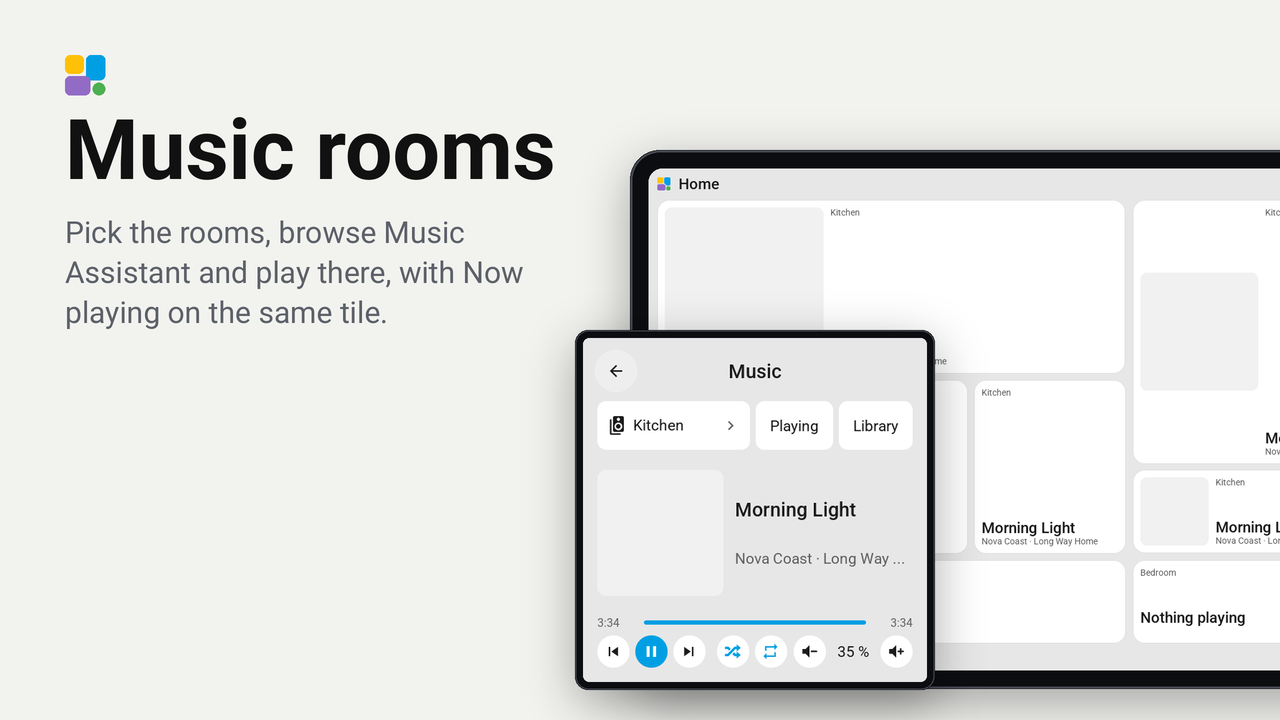 Music rooms
Pick the rooms, browse Music
Assistant and play there, with Now
playing on the same tile.
Home
Kitchen
Kitchen
Morning Light
Nova Coast · Long Way Home
Kitchen
Bedroom
Nothing playing
Music
Kitchen
Playing
Library
Morning Light
Nova Coast · Long Way ...
3:34
3:34
35 %